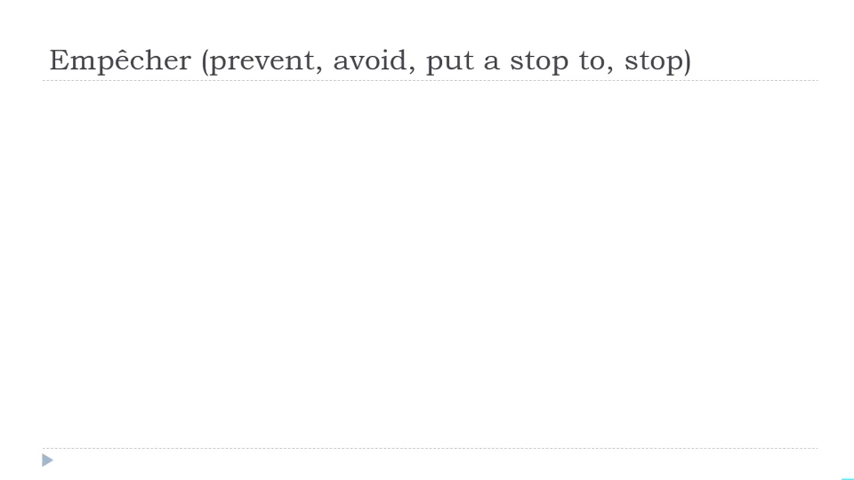 Empêcher (prevent, avoid, put a stop to, stop)